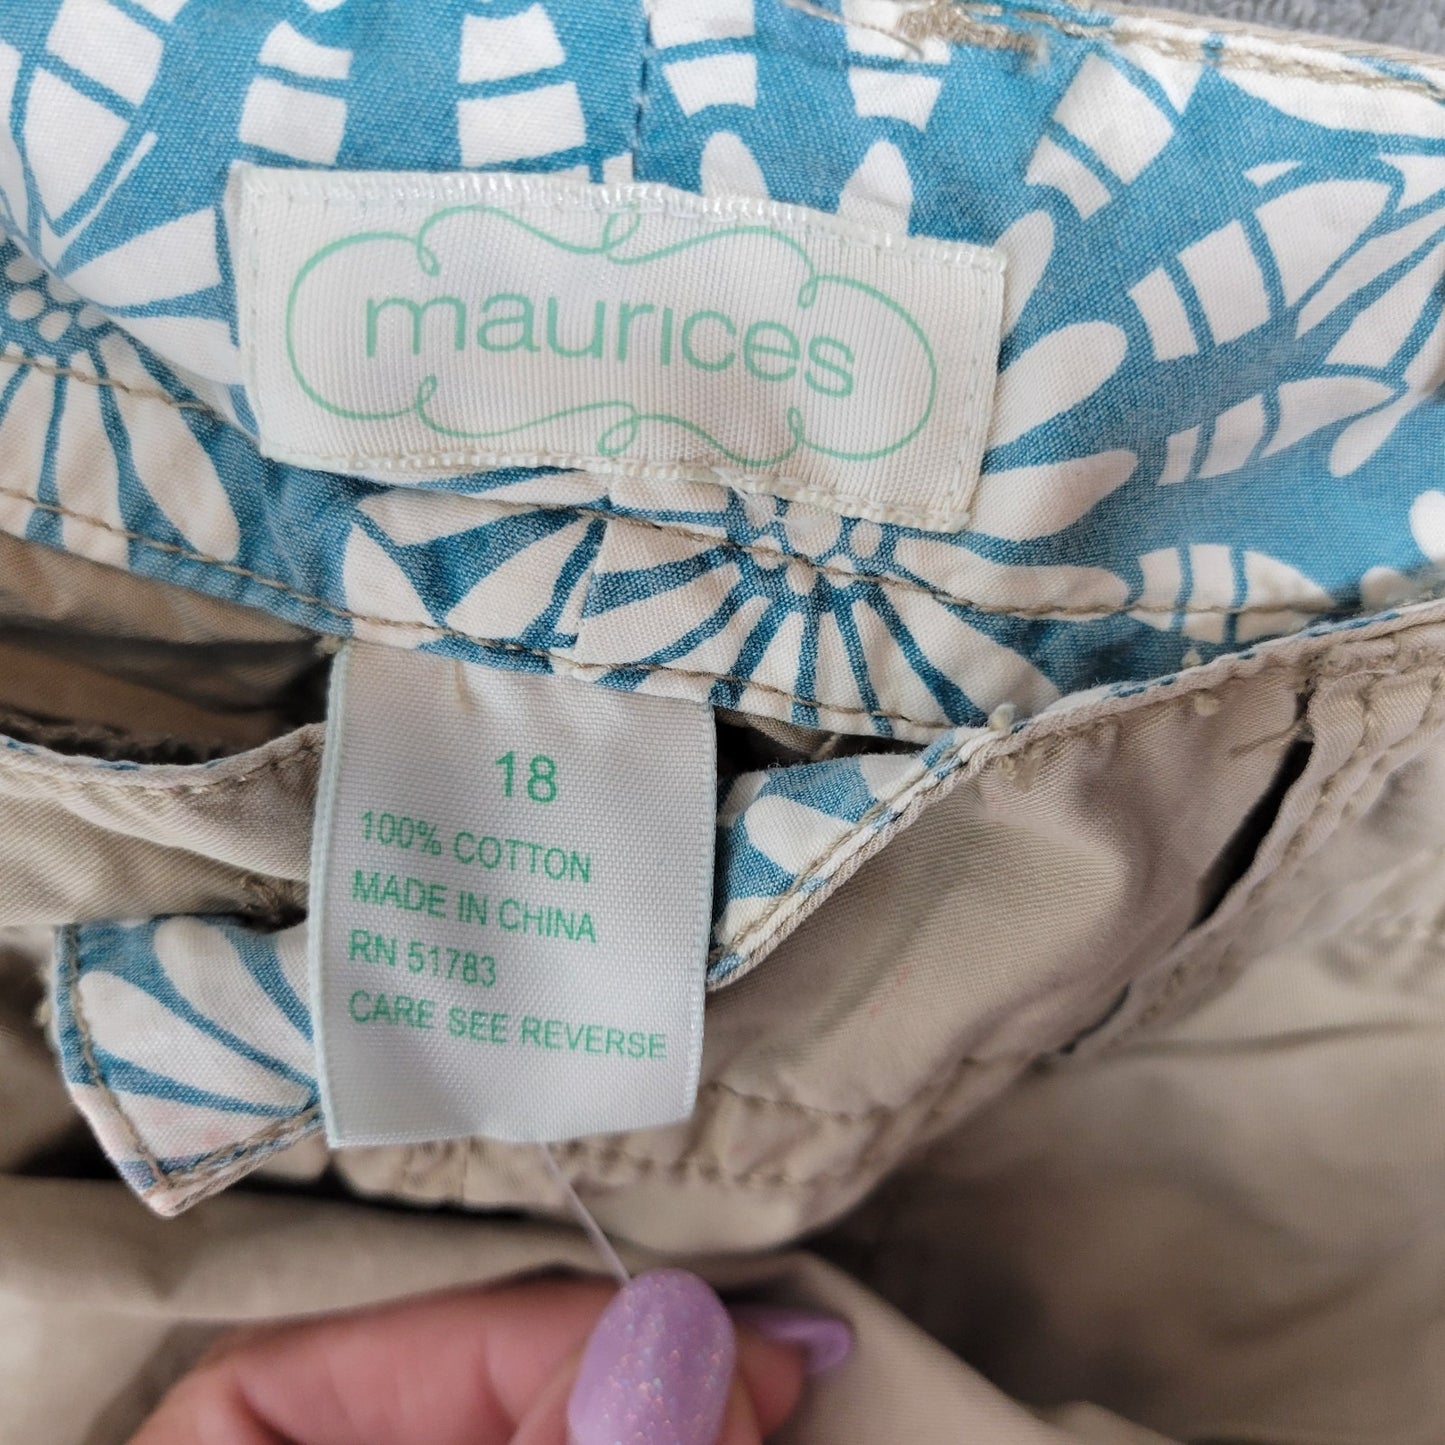 maurices
18
100% COTTON
MADE IN CHINA
RN 51783
CARE SEE REVERSE